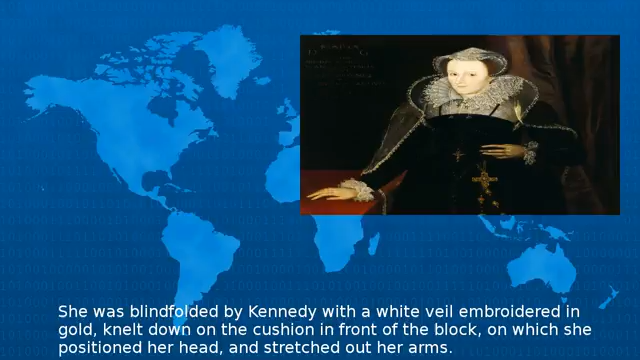 She was blindfolded by Kennedy with a white veil embroidered in
gold, knelt down on the cushion in front of the block, on which she
positioned her head, and stretched out her arms.